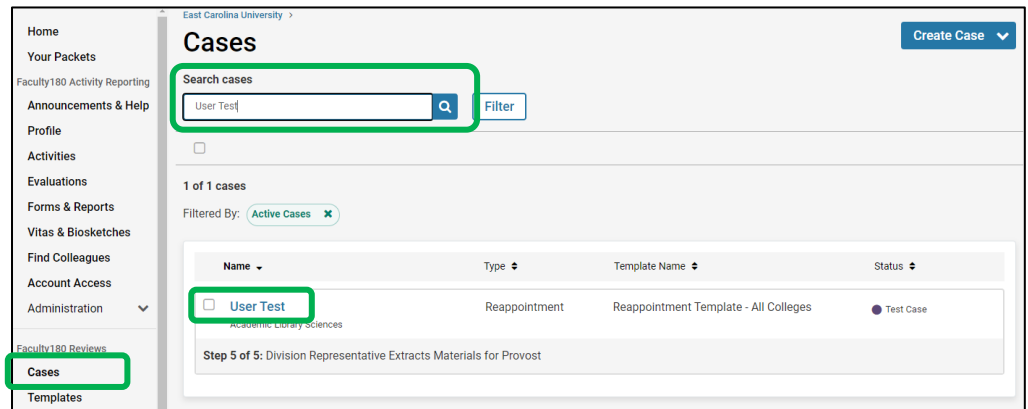 Home
Your Packets
Faculty180 Activity Reporting
Announcements & Help
Profile
Activities
Evaluations
Forms & Reports
Vitas & Biosketches
Find Colleagues
Account Access
Administration
Faculty180 Reviews
Cases
Templates
East Carolina University >
Cases
Create Case
Search cases
User Test
Filter
1 of 1 cases
Filtered By: Active Cases ✖
Name Type Template Name Status
User Test Reappointment Reappointment Template - All Colleges Test Case
Academic Library Sciences
Step 5 of 5: Division Representative Extracts Materials for Provost